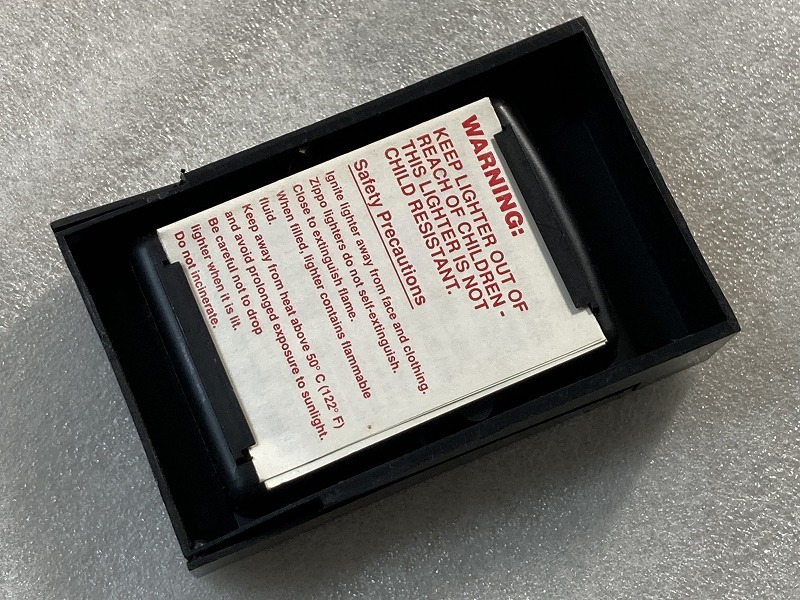 WARNING:
KEEP LIGHTER OUT OF
REACH OF CHILDREN -
THIS LIGHTER IS NOT
CHILD RESISTANT.
Safety Precautions
Ignite lighter away from face and clothing.
Zippo lighters do not self-extinguish.
Close to extinguish flame.
When filled, lighter contains flammable
fluid.
Keep away from heat above 50° C (122° F)
and avoid prolonged exposure to sunlight.
Be careful not to drop
lighter when it is lit.
Do not incinerate.